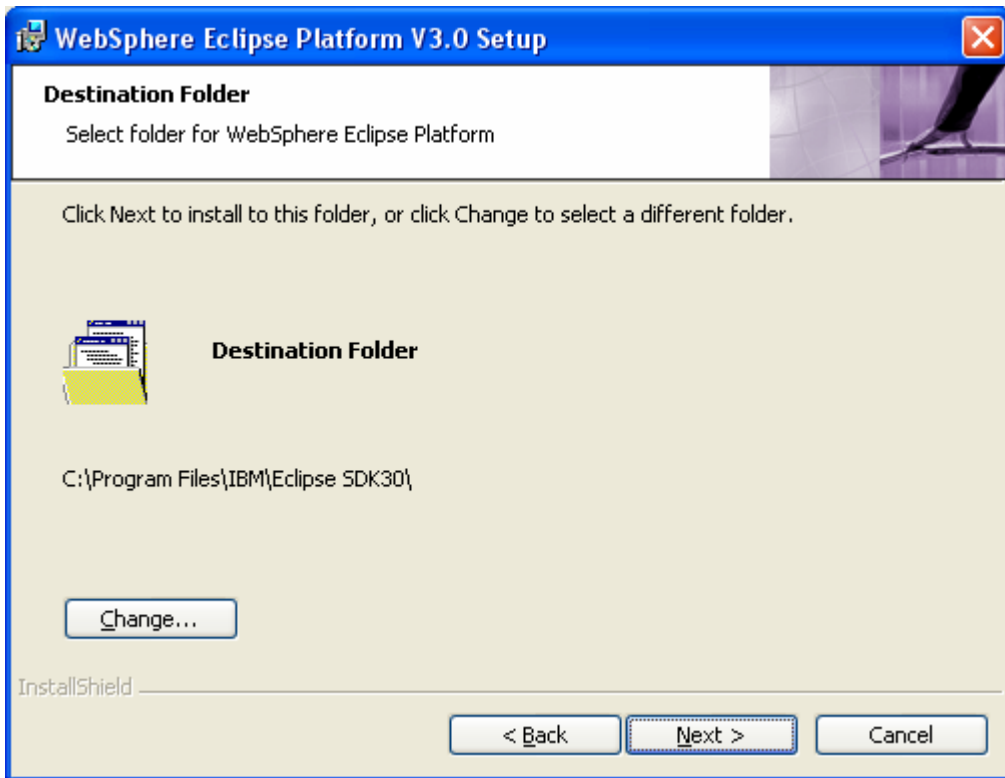 WebSphere Eclipse Platform V3.0 Setup
Destination Folder
Select folder for WebSphere Eclipse Platform
Click Next to install to this folder, or click Change to select a different folder.
Destination Folder
C:\Program Files\IBM\Eclipse SDK30\
Change...
InstallShield
< Back Next > Cancel